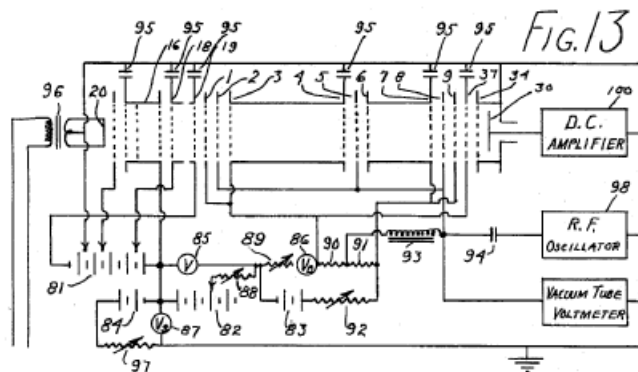 FIG.13
95 95 95 95 95 95
16 18 19 1 2 3 4 5 6 7 8 9 37 34
30
96 20
100 D.C. AMPLIFIER
98 R.F. OSCILLATOR
VACUUM TUBE VOLTMETER
85 89 86 90 91 93 94
V V2
81 88
84 82 83 92
V3 87
97